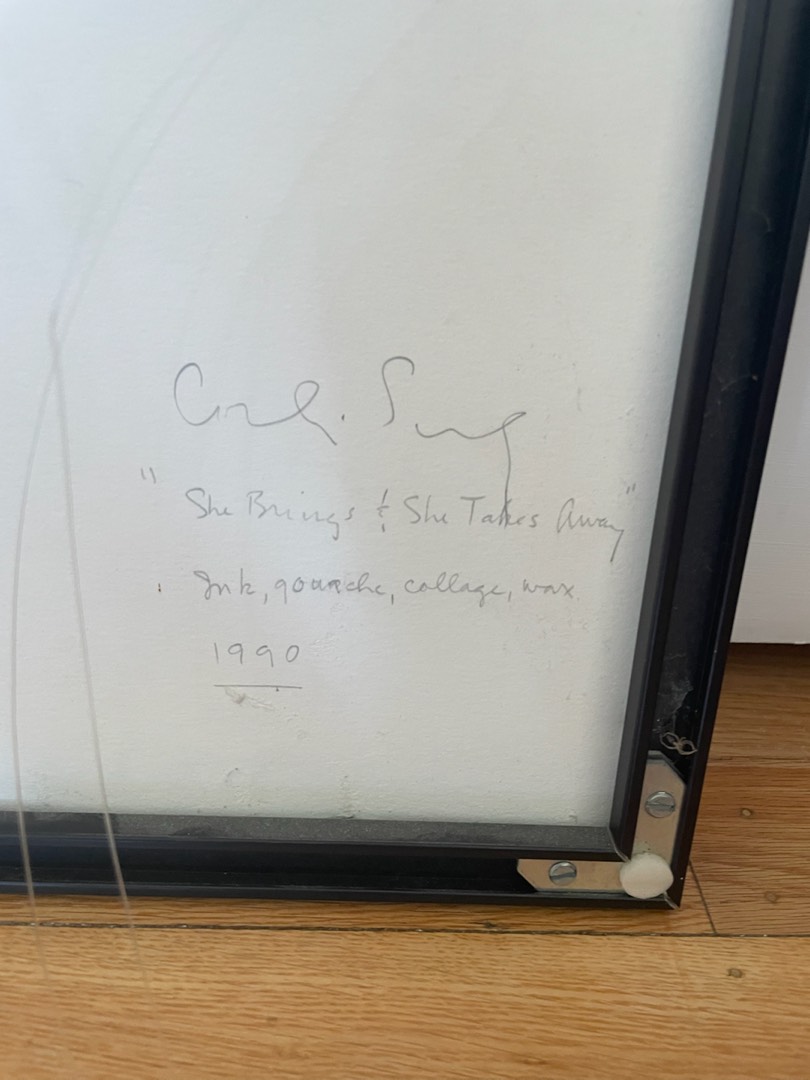 "She Brings & She Takes Away"
Ink, gouache, collage, wax.
1990